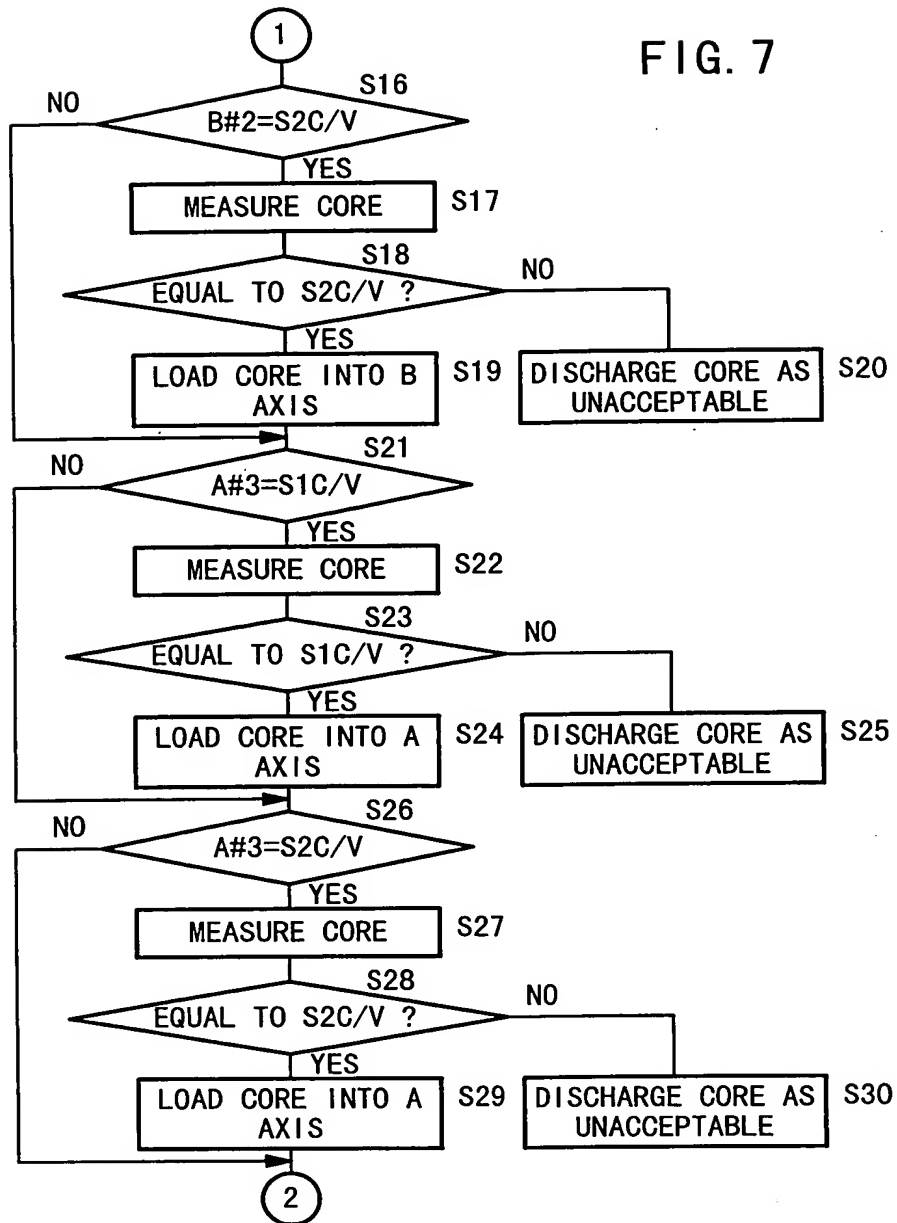 1
FIG. 7
S16
NO
B#2=S2C/V
YES
MEASURE CORE
S17
S18
NO
EQUAL TO S2C/V ?
YES
LOAD CORE INTO B
AXIS
S19
DISCHARGE CORE AS
UNACCEPTABLE
S20
S21
NO
A#3=S1C/V
YES
MEASURE CORE
S22
S23
NO
EQUAL TO S1C/V ?
YES
LOAD CORE INTO A
AXIS
S24
DISCHARGE CORE AS
UNACCEPTABLE
S25
S26
NO
A#3=S2C/V
YES
MEASURE CORE
S27
S28
NO
EQUAL TO S2C/V ?
YES
LOAD CORE INTO A
AXIS
S29
DISCHARGE CORE AS
UNACCEPTABLE
S30
2